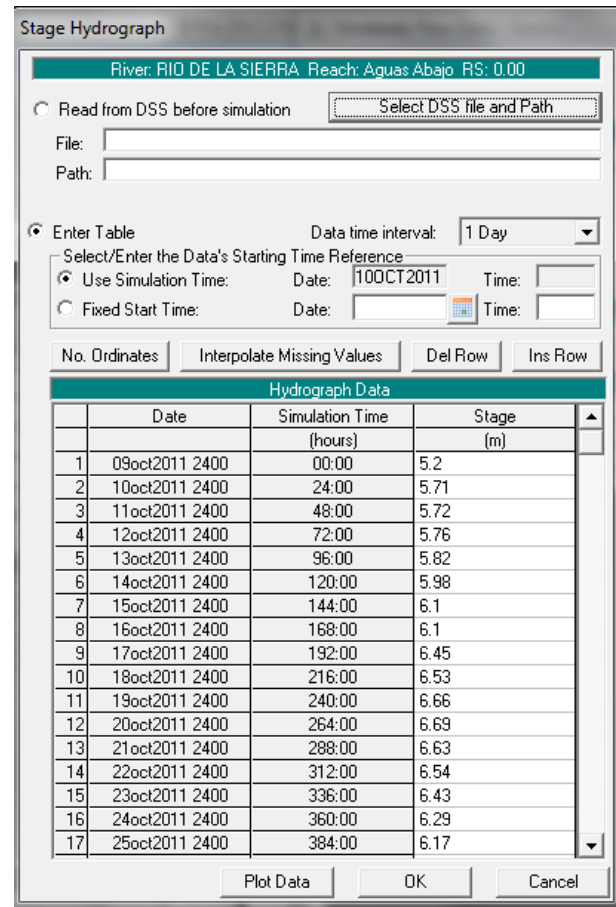 Stage Hydrograph
River: RIO DE LA SIERRA Reach: Aguas Abajo RS: 0.00
Read from DSS before simulation Select DSS file and Path
File:
Path:
Enter Table Data time interval: 1 Day
Select/Enter the Data's Starting Time Reference
Use Simulation Time: Date: 10OCT2011 Time:
Fixed Start Time: Date: Time:
No. Ordinates Interpolate Missing Values Del Row Ins Row
Hydrograph Data
Date Simulation Time Stage
(hours) (m)
1 09oct2011 2400 00:00 5.2
2 10oct2011 2400 24:00 5.71
3 11oct2011 2400 48:00 5.72
4 12oct2011 2400 72:00 5.76
5 13oct2011 2400 96:00 5.82
6 14oct2011 2400 120:00 5.98
7 15oct2011 2400 144:00 6.1
8 16oct2011 2400 168:00 6.1
9 17oct2011 2400 192:00 6.45
10 18oct2011 2400 216:00 6.53
11 19oct2011 2400 240:00 6.66
12 20oct2011 2400 264:00 6.69
13 21oct2011 2400 288:00 6.63
14 22oct2011 2400 312:00 6.54
15 23oct2011 2400 336:00 6.43
16 24oct2011 2400 360:00 6.29
17 25oct2011 2400 384:00 6.17
Plot Data OK Cancel